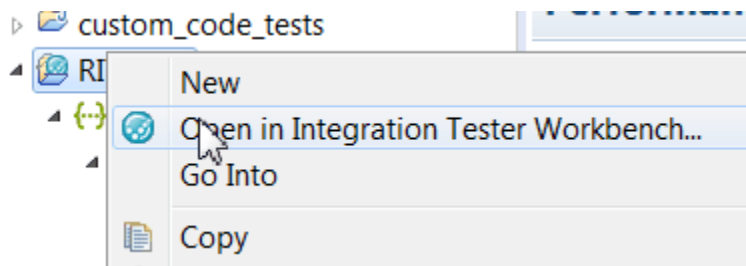 custom_code_tests
RI
New
Open in Integration Tester Workbench...
Go Into
Copy